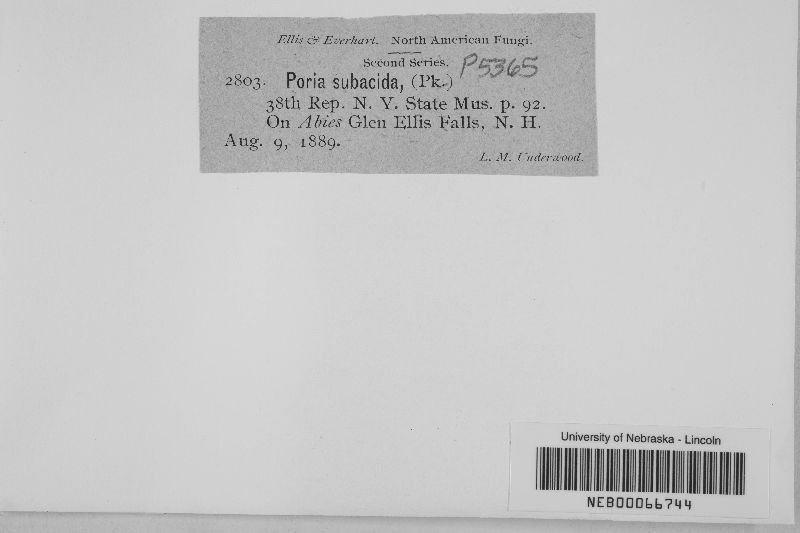 Ellis & Everhart. North American Fungi.
Second Series. P5365
2803. Poria subacida, (Pk.)
38th Rep. N. Y. State Mus. p. 92.
On Abies Glen Ellis Falls, N. H.
Aug. 9, 1889.
L. M. Underwood.
University of Nebraska - Lincoln
NEB00066744